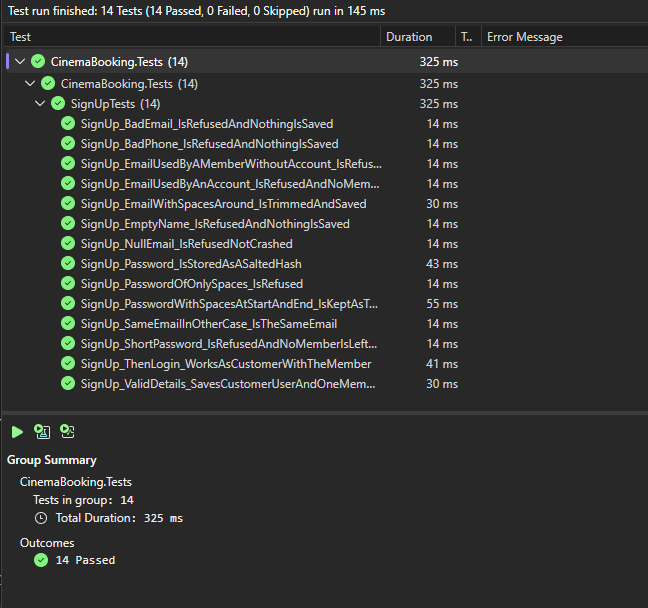 Test run finished: 14 Tests (14 Passed, 0 Failed, 0 Skipped) run in 145 ms
Test Duration T.. Error Message
CinemaBooking.Tests (14) 325 ms
CinemaBooking.Tests (14) 325 ms
SignUpTests (14) 325 ms
SignUp_BadEmail_IsRefusedAndNothingIsSaved 14 ms
SignUp_BadPhone_IsRefusedAndNothingIsSaved 14 ms
SignUp_EmailUsedByAMemberWithoutAccount_IsRefus... 14 ms
SignUp_EmailUsedByAnAccount_IsRefusedAndNoMem... 14 ms
SignUp_EmailWithSpacesAround_IsTrimmedAndSaved 30 ms
SignUp_EmptyName_IsRefusedAndNothingIsSaved 14 ms
SignUp_NullEmail_IsRefusedNotCrashed 14 ms
SignUp_Password_IsStoredAsASaltedHash 43 ms
SignUp_PasswordOfOnlySpaces_IsRefused 14 ms
SignUp_PasswordWithSpacesAtStartAndEnd_IsKeptAsT... 55 ms
SignUp_SameEmailInOtherCase_IsTheSameEmail 14 ms
SignUp_ShortPassword_IsRefusedAndNoMemberIsLeft... 14 ms
SignUp_ThenLogin_WorksAsCustomerWithTheMember 41 ms
SignUp_ValidDetails_SavesCustomerUserAndOneMem... 30 ms
Group Summary
CinemaBooking.Tests
Tests in group: 14
Total Duration: 325 ms
Outcomes
14 Passed